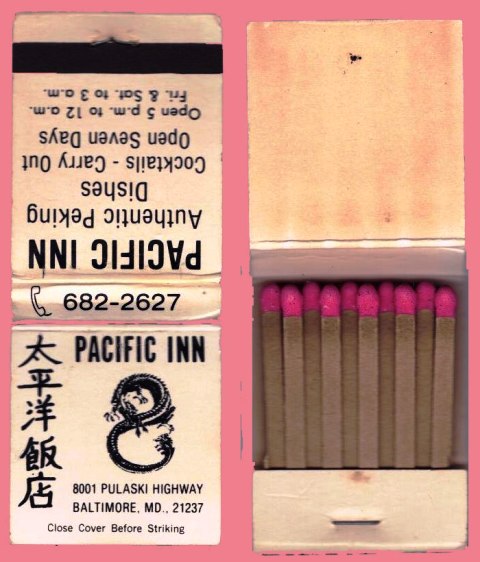 PACIFIC INN
Authentic Peking
Dishes
Cocktails - Carry Out
Open Seven Days
Open 5 p.m. to 12 a.m.
Fri. & Sat. to 3 a.m.
682-2627
太平洋飯店
PACIFIC INN
8001 PULASKI HIGHWAY
BALTIMORE, MD., 21237
Close Cover Before Striking